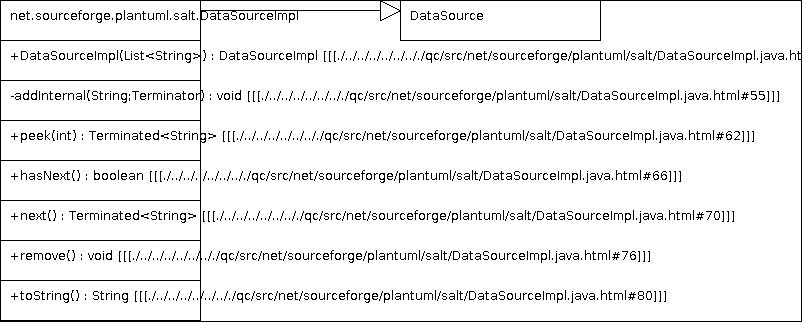 net.sourceforge.plantuml.salt.DataSourceImpl
DataSource
+DataSourceImpl(List<String>) : DataSourceImpl [[[./../../../../../../../qc/src/net/sourceforge/plantuml/salt/DataSourceImpl.java.ht
-addInternal(String;Terminator) : void [[[./../../../../../../../qc/src/net/sourceforge/plantuml/salt/DataSourceImpl.java.html#55]]]
+peek(int) : Terminated<String> [[[./../../../../../../../qc/src/net/sourceforge/plantuml/salt/DataSourceImpl.java.html#62]]]
+hasNext() : boolean [[[./../../../../../../../qc/src/net/sourceforge/plantuml/salt/DataSourceImpl.java.html#66]]]
+next() : Terminated<String> [[[./../../../../../../../qc/src/net/sourceforge/plantuml/salt/DataSourceImpl.java.html#70]]]
+remove() : void [[[./../../../../../../../qc/src/net/sourceforge/plantuml/salt/DataSourceImpl.java.html#76]]]
+toString() : String [[[./../../../../../../../qc/src/net/sourceforge/plantuml/salt/DataSourceImpl.java.html#80]]]